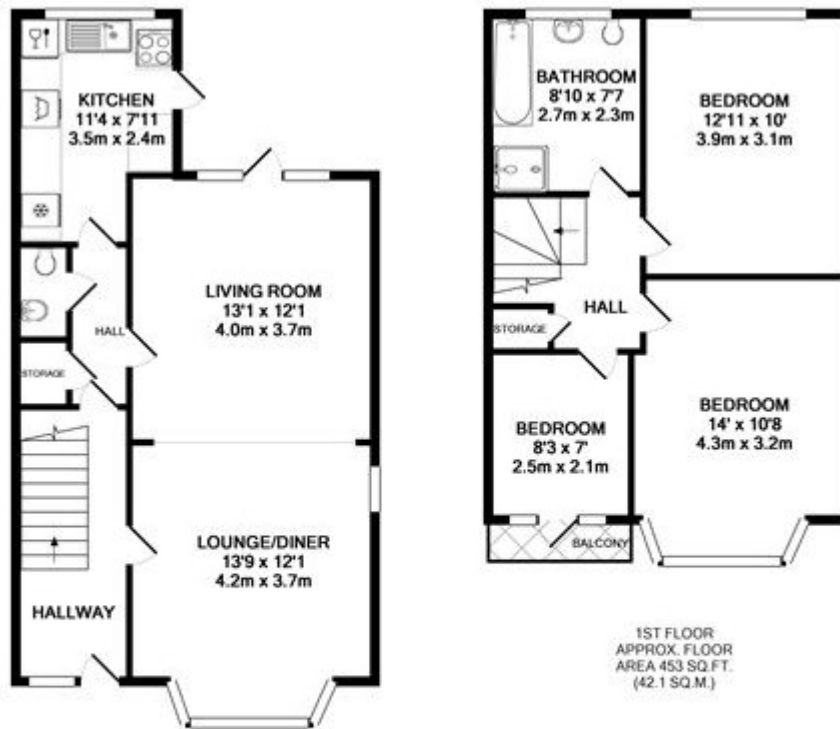 KITCHEN
11'4 x 7'11
3.5m x 2.4m
LIVING ROOM
13'1 x 12'1
4.0m x 3.7m
HALL
STORAGE
LOUNGE/DINER
13'9 x 12'1
4.2m x 3.7m
HALLWAY
BATHROOM
8'10 x 7'7
2.7m x 2.3m
BEDROOM
12'11 x 10'
3.9m x 3.1m
HALL
STORAGE
BEDROOM
14' x 10'8
4.3m x 3.2m
BEDROOM
8'3 x 7'
2.5m x 2.1m
BALCONY
1ST FLOOR
APPROX. FLOOR
AREA 453 SQ.FT.
(42.1 SQ.M.)